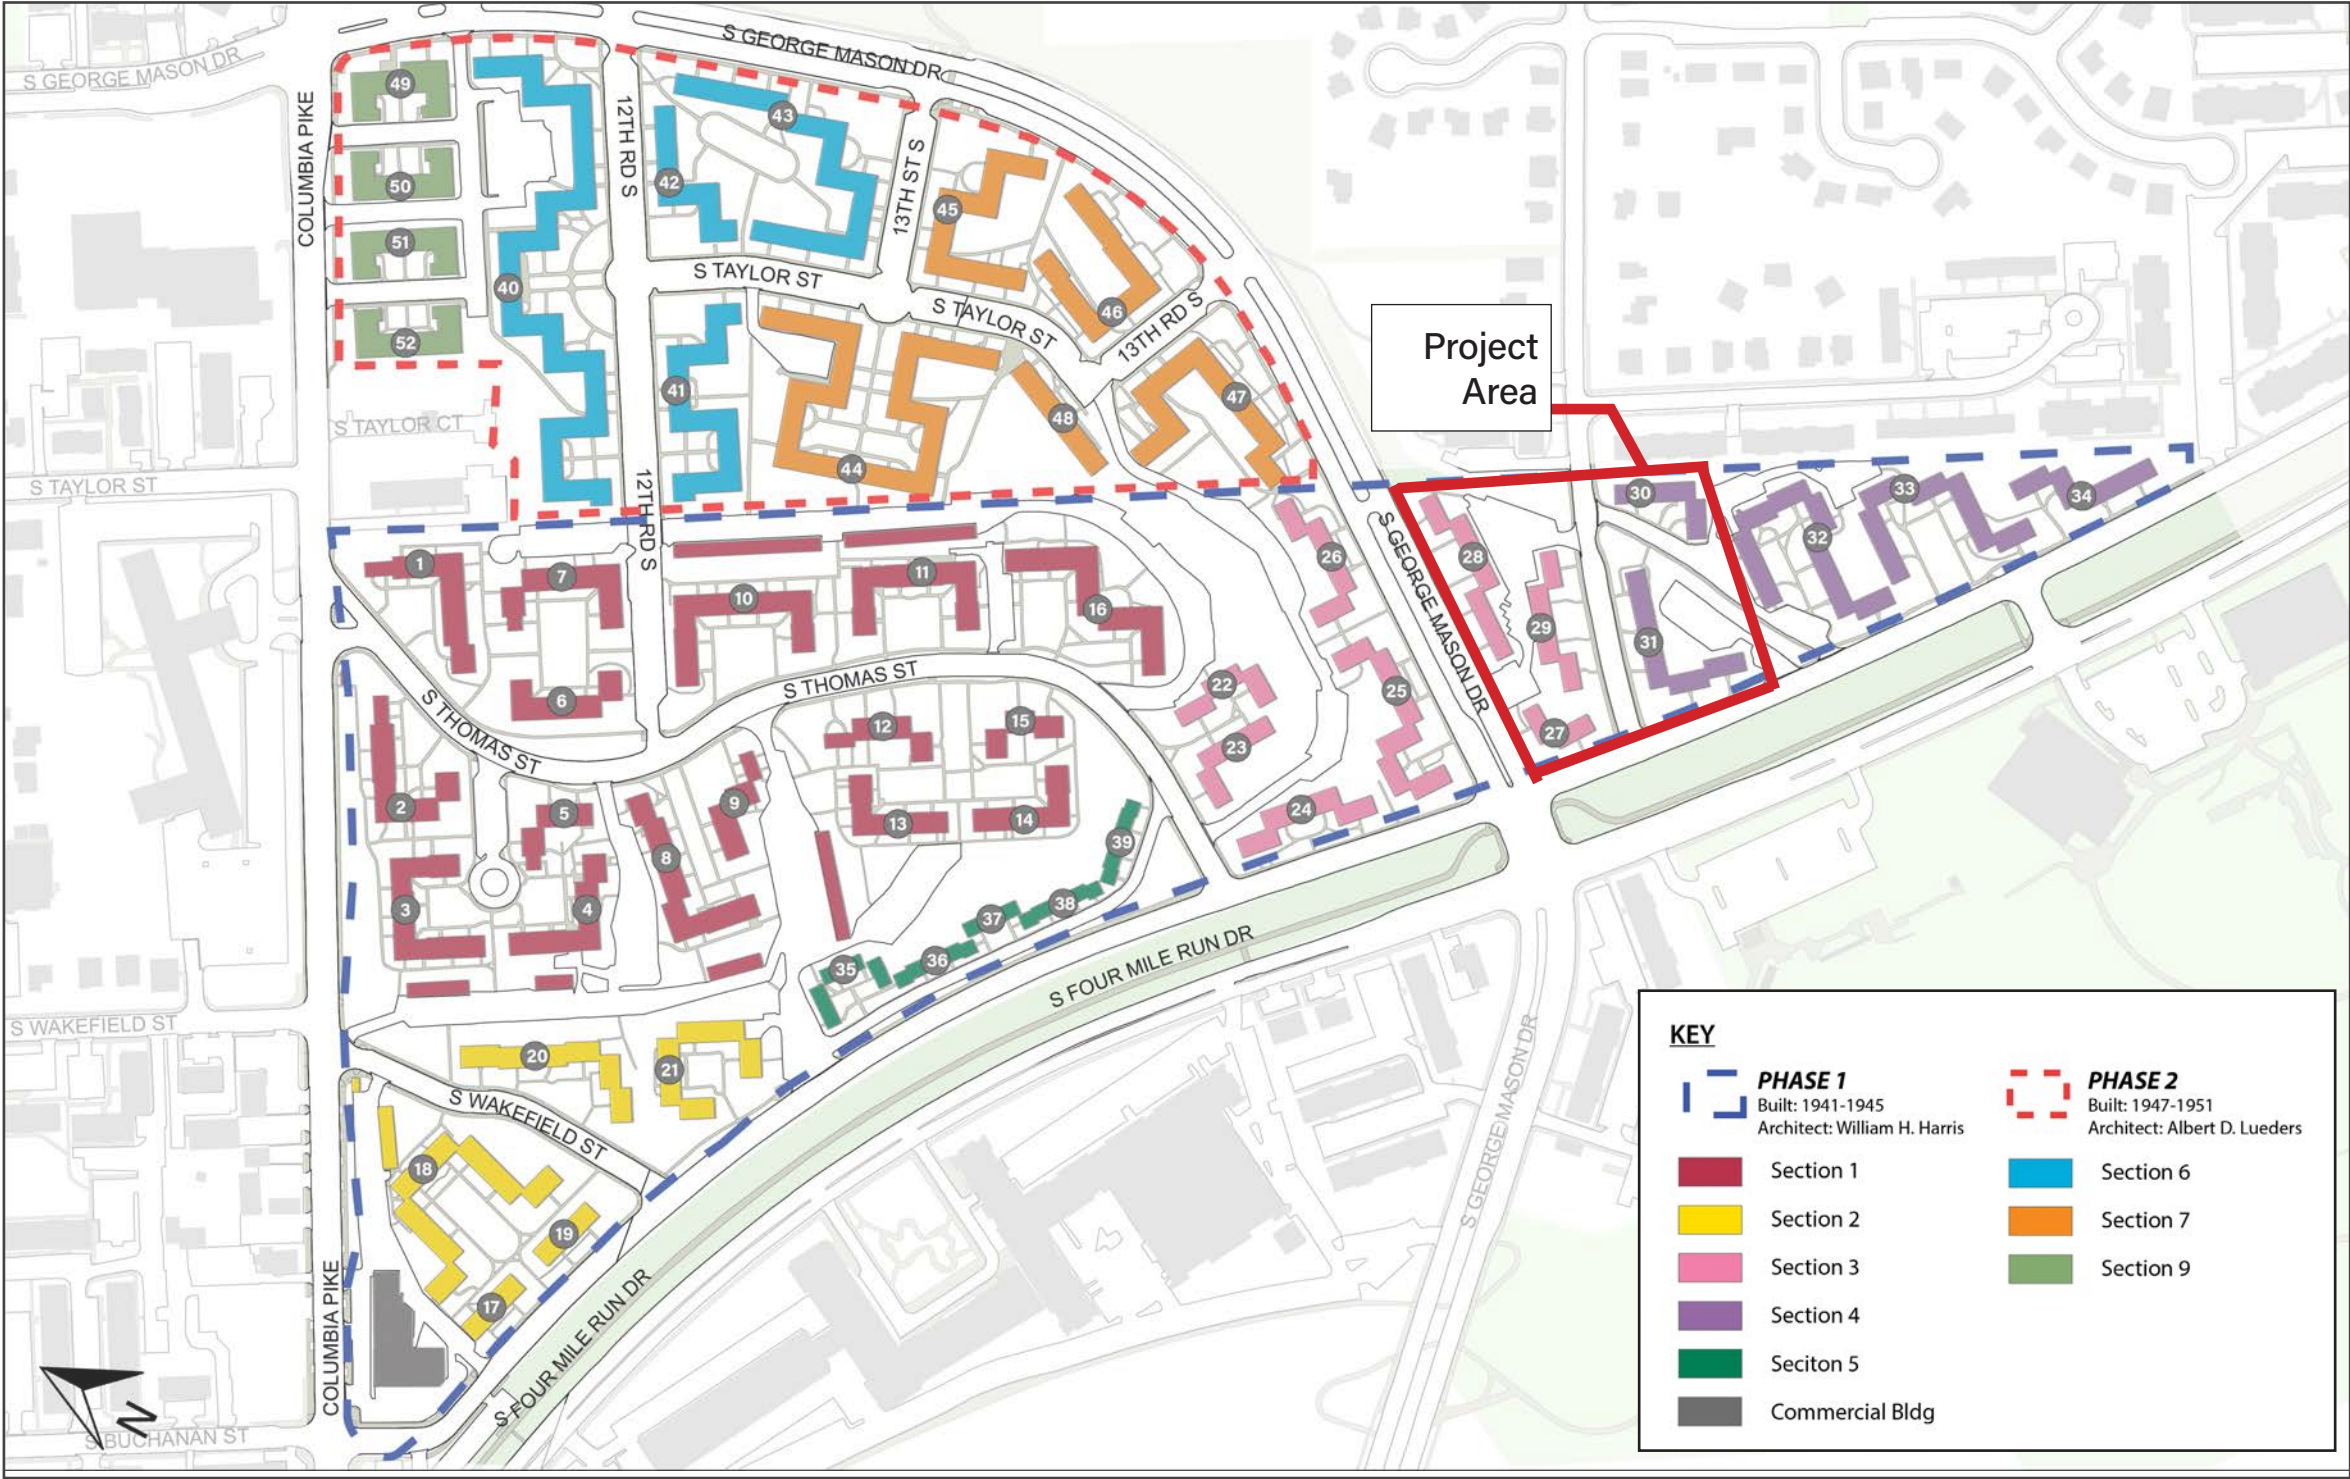 S GEORGE MASON DR
S GEORGE MASON DR
COLUMBIA PIKE
12TH RD S
13TH ST S
S TAYLOR ST
S TAYLOR ST
13TH RD S
S TAYLOR CT
S TAYLOR ST
12TH RD S
Project
Area
49
50
51
52
40
43
42
41
45
46
47
48
44
30
33
34
32
28
29
31
27
S GEORGE MASON DR
26
25
22
23
24
1
7
10
11
16
6
S THOMAS ST
S THOMAS ST
12
15
13
14
2
5
9
8
3
4
39
38
37
36
35
S FOUR MILE RUN DR
S WAKEFIELD ST
20
21
S WAKEFIELD ST
18
19
17
COLUMBIA PIKE
S FOUR MILE RUN DR
S BUCHANAN ST
N
S GEORGE MASON DR
KEY
PHASE 1
Built: 1941-1945
Architect: William H. Harris
Section 1
Section 2
Section 3
Section 4
Seciton 5
Commercial Bldg
PHASE 2
Built: 1947-1951
Architect: Albert D. Lueders
Section 6
Section 7
Section 9